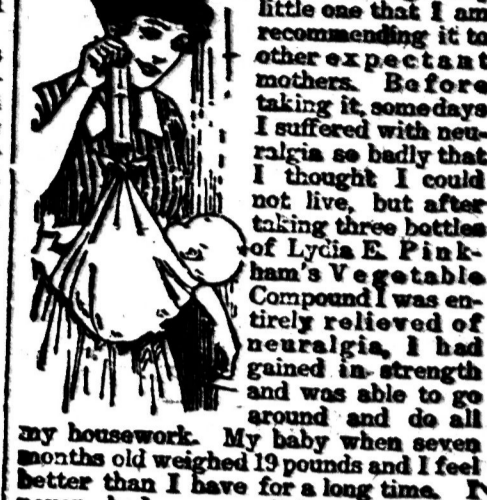 little one that I am
recommending it to
other expectant
mothers. Before
taking it, some days
I suffered with neu-
ralgia so badly that
I thought I could
not live, but after
taking three bottles
of Lydia E. Pink-
ham's Vegetable
Compound I was en-
tirely relieved of
neuralgia, I had
gained in strength
and was able to go
around and do all
my housework. My baby when seven
months old weighed 19 pounds and I feel
better than I have for a long time. I